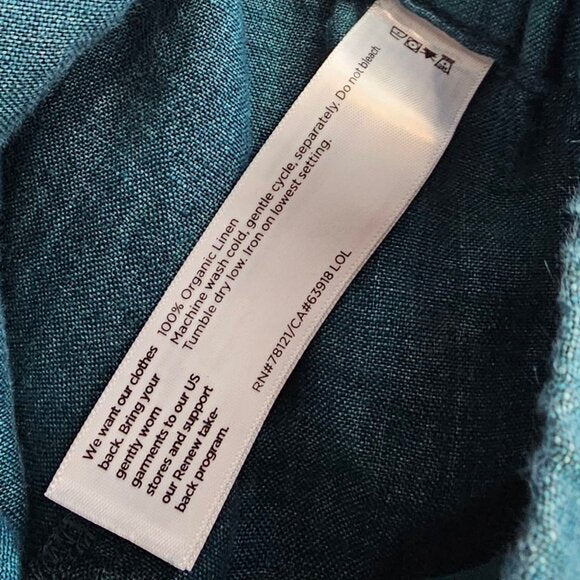 100% Organic Linen
Machine wash cold, gentle cycle, separately. Do not bleach.
Tumble dry low. Iron on lowest setting.
RN#78121/CA#63918 LOL
We want our clothes
back. Bring your
gently worn
garments to our US
stores and support
our Renew take-
back program.